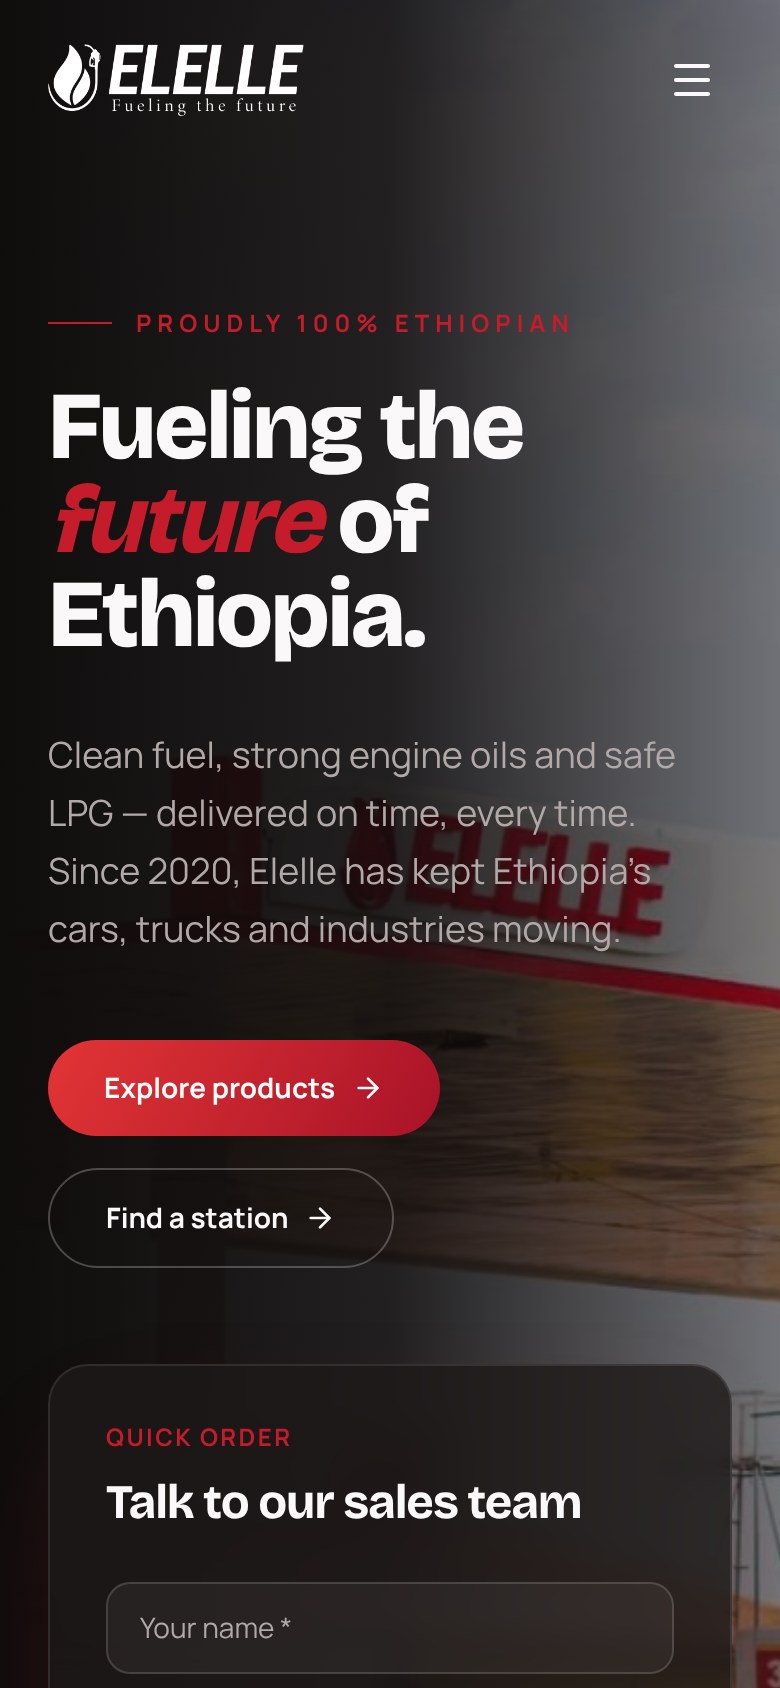 ELELLE
Fueling the future
PROUDLY 100% ETHIOPIAN
Fueling the
future of
Ethiopia.
Clean fuel, strong engine oils and safe
LPG — delivered on time, every time.
Since 2020, Elelle has kept Ethiopia’s
cars, trucks and industries moving.
ELELLE
Explore products →
Find a station →
QUICK ORDER
Talk to our sales team
Your name *
3